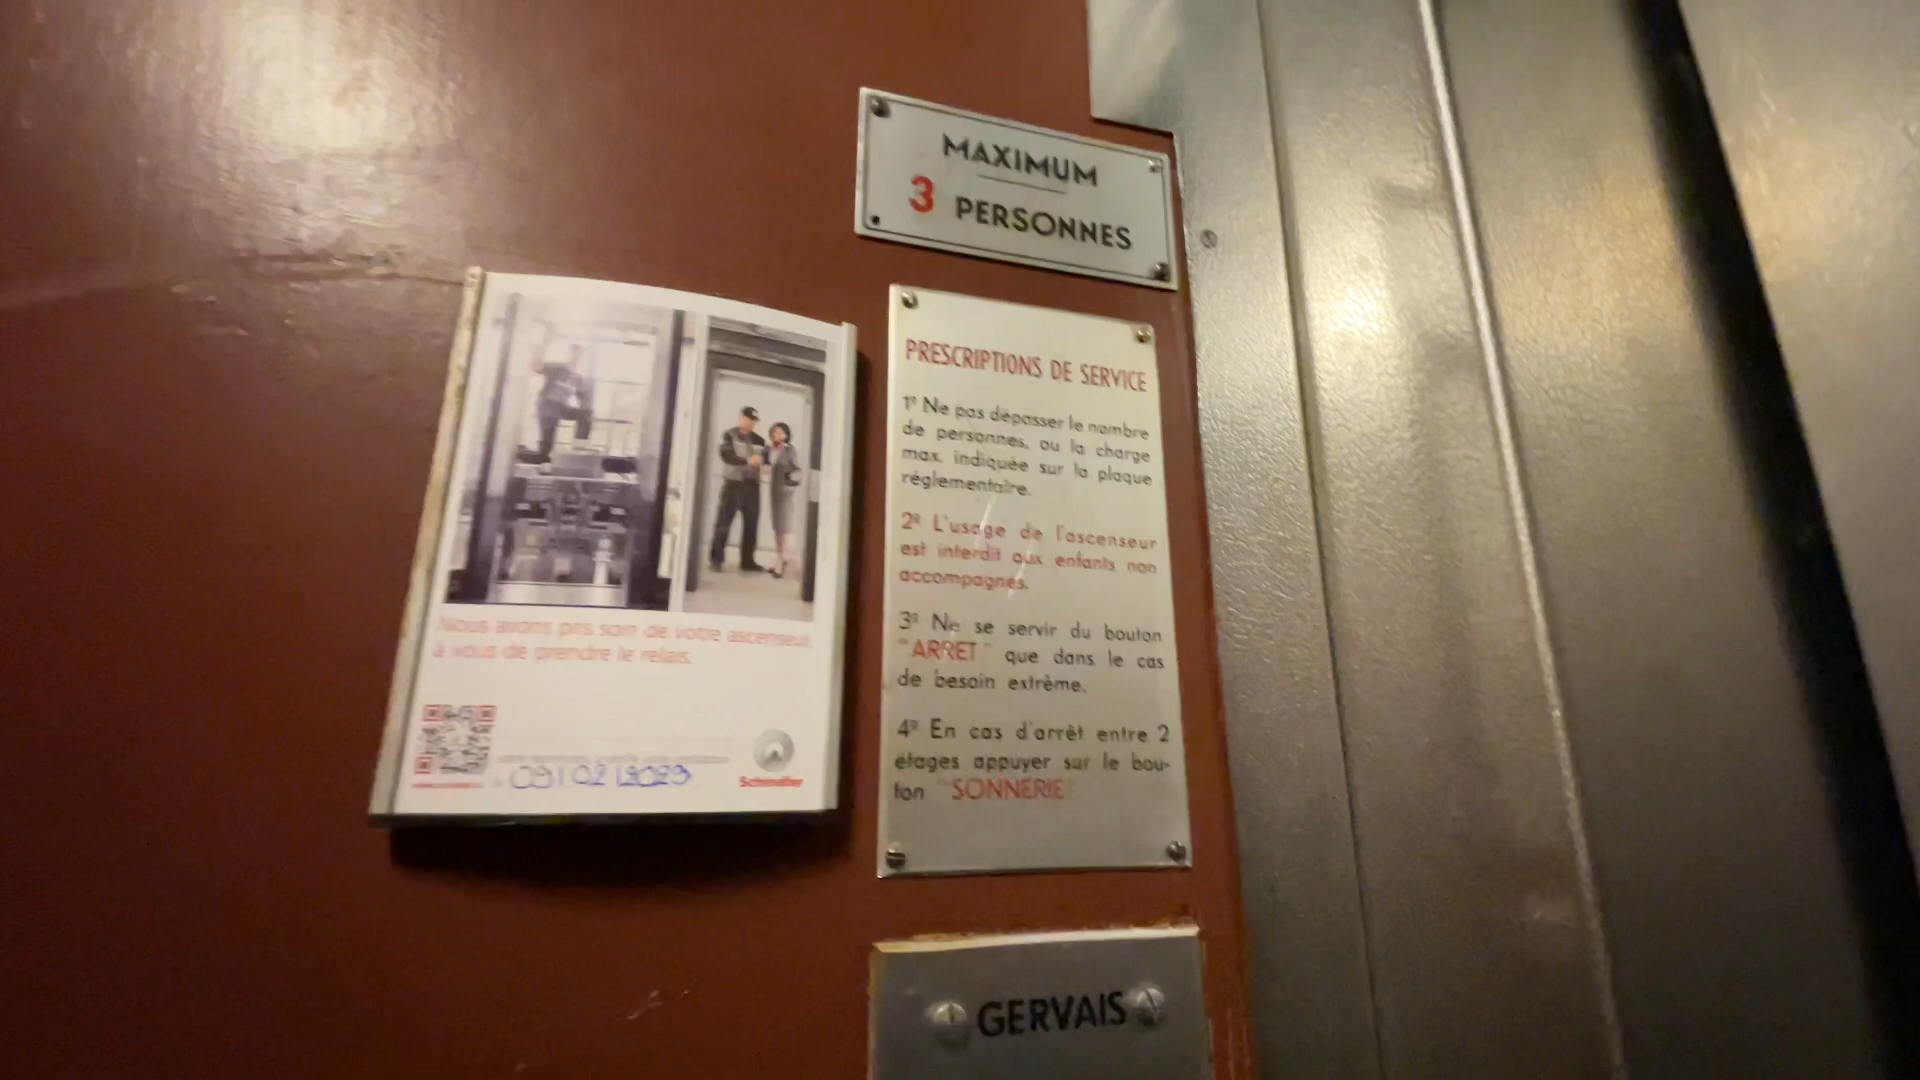 MAXIMUM
3 PERSONNES
PRESCRIPTIONS DE SERVICE
1º Ne pas dépasser le nombre
de personnes, ou la charge
max. indiquée sur la plaque
réglementaire.
2º L'usage de l'ascenseur
est interdit aux enfants non
accompagnés.
3º Ne se servir du bouton
"ARRET" que dans le cas
de besoin extrême.
4º En cas d'arrêt entre 2
étages appuyer sur le bou-
ton "SONNERIE"
GERVAIS
Nous avons pris soin de votre ascenseur,
à vous de prendre le relais.
Schindler